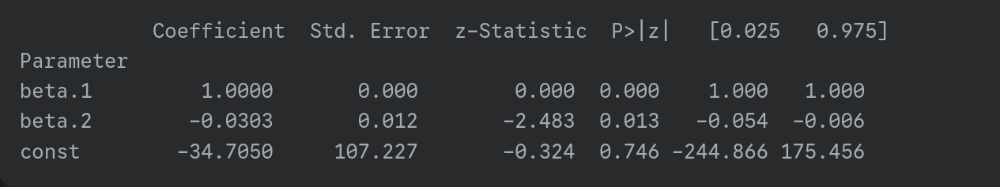 Coefficient Std. Error z-Statistic P>|z| [0.025 0.975]
Parameter
beta.1 1.0000 0.000 0.000 0.000 1.000 1.000
beta.2 -0.0303 0.012 -2.483 0.013 -0.054 -0.006
const -34.7050 107.227 -0.324 0.746 -244.866 175.456